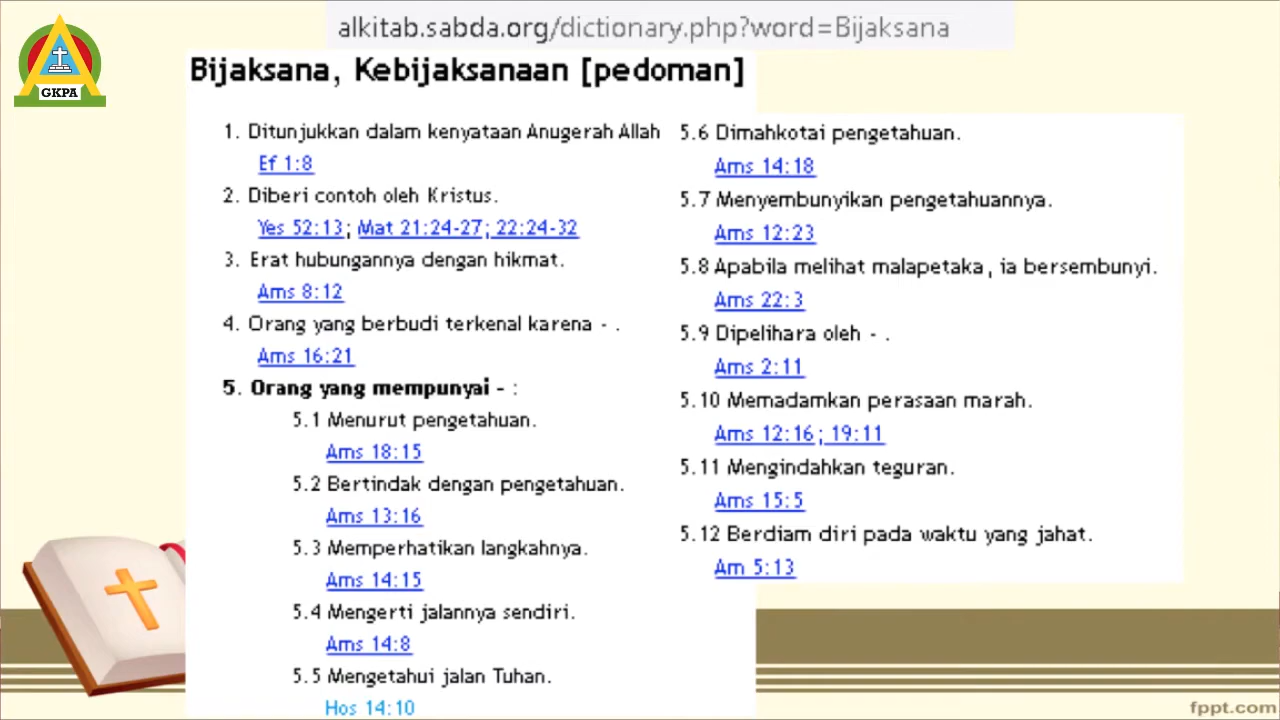 alkitab.sabda.org/dictionary.php?word=Bijaksana
GKPA
Bijaksana, Kebijaksanaan [pedoman]
1. Ditunjukkan dalam kenyataan Anugerah Allah
Ef 1:8
2. Diberi contoh oleh Kristus.
Yes 52:13; Mat 21:24-27; 22:24-32
3. Erat hubungannya dengan hikmat.
Ams 8:12
4. Orang yang berbudi terkenal karena - .
Ams 16:21
5. Orang yang mempunyai - :
5.1 Menurut pengetahuan.
Ams 18:15
5.2 Bertindak dengan pengetahuan.
Ams 13:16
5.3 Memperhatikan langkahnya.
Ams 14:15
5.4 Mengerti jalannya sendiri.
Ams 14:8
5.5 Mengetahui jalan Tuhan.
Hos 14:10
5.6 Dimahkotai pengetahuan.
Ams 14:18
5.7 Menyembunyikan pengetahuannya.
Ams 12:23
5.8 Apabila melihat malapetaka, ia bersembunyi.
Ams 22:3
5.9 Dipelihara oleh - .
Ams 2:11
5.10 Memadamkan perasaan marah.
Ams 12:16; 19:11
5.11 Mengindahkan teguran.
Ams 15:5
5.12 Berdiam diri pada waktu yang jahat.
Am 5:13
fppt.com